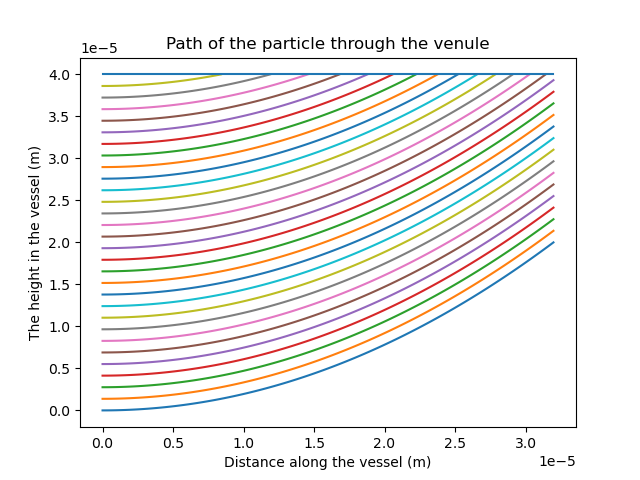 Path of the particle through the venule
1e−5
4.0
3.5
3.0
2.5
2.0
1.5
1.0
0.5
0.0
The height in the vessel (m)
0.0 0.5 1.0 1.5 2.0 2.5 3.0
Distance along the vessel (m)
1e−5